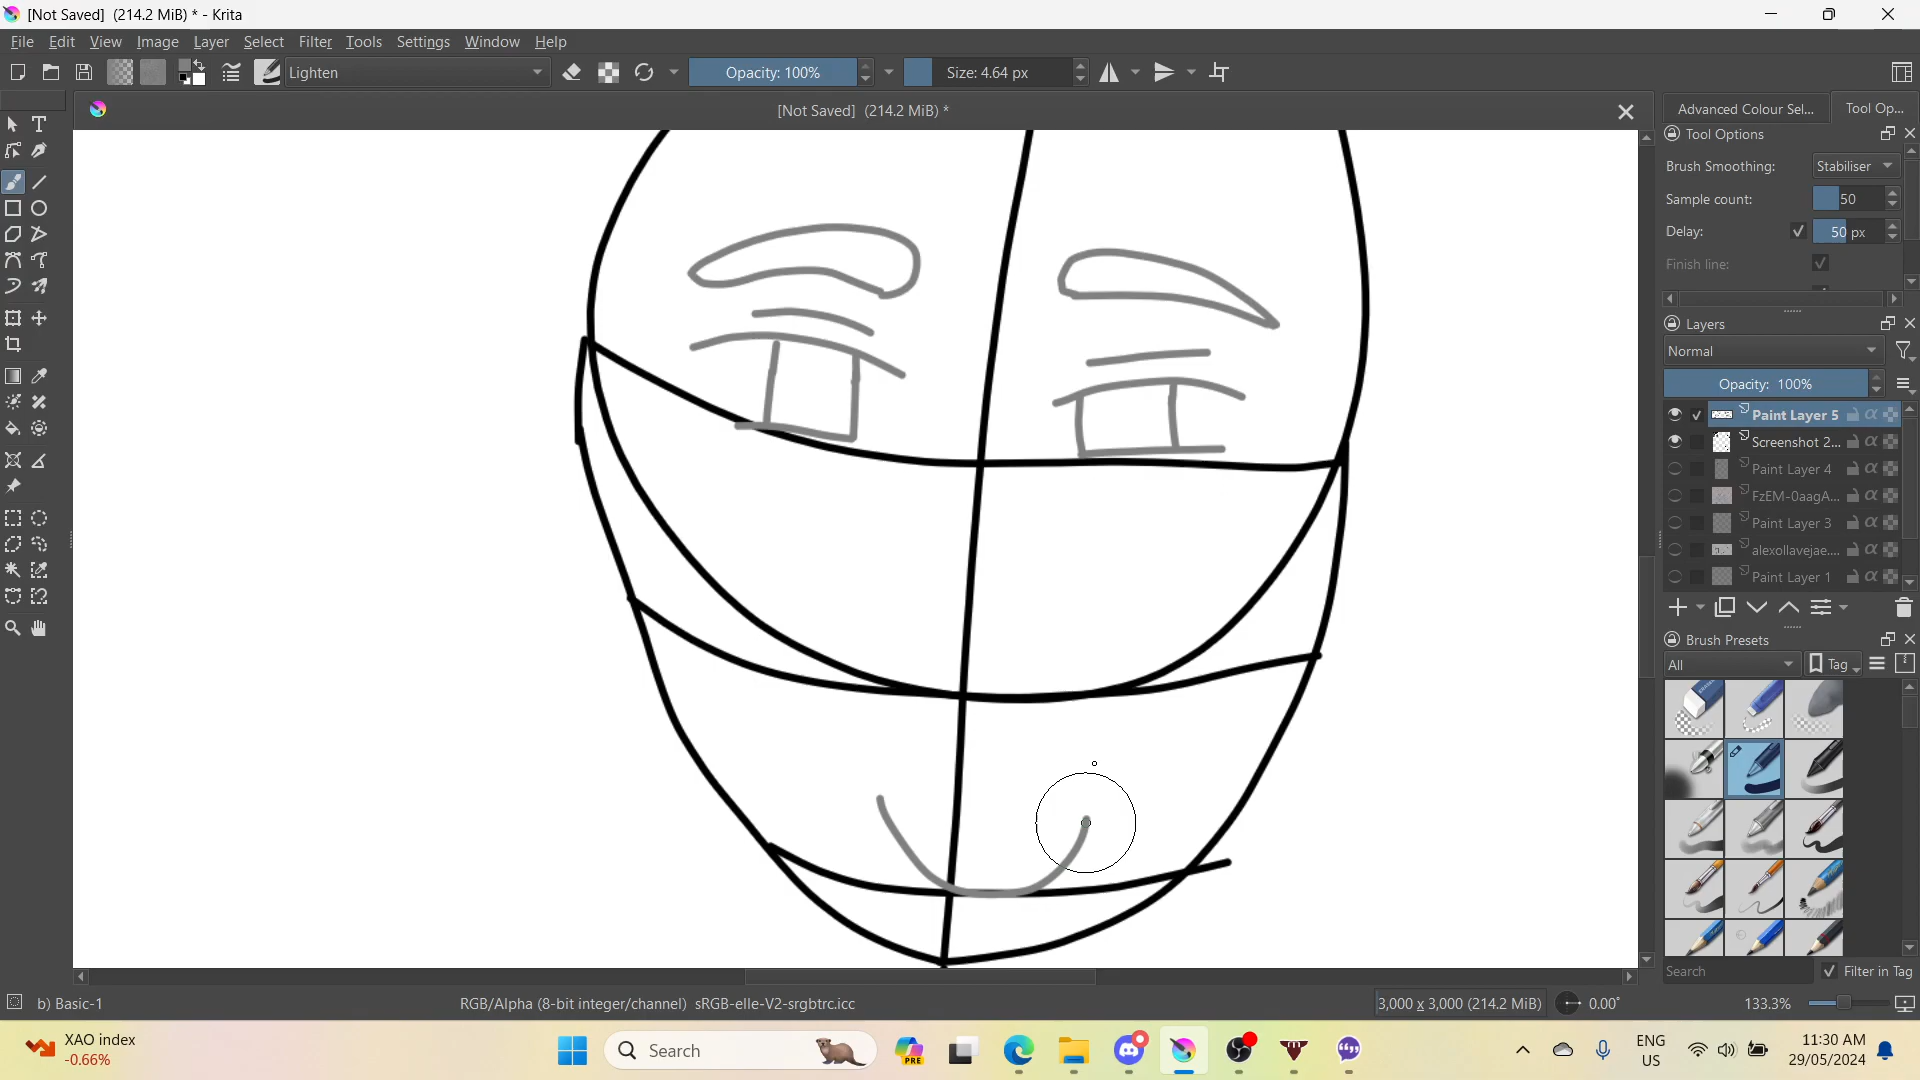 [Not Saved] (214.2 MiB) * - Krita
File Edit View Image Layer Select Filter Tools Settings Window Help
Lighten Opacity: 100% Size: 4.64 px
[Not Saved] (214.2 MiB) *
Advanced Colour Sel... Tool Op...
Tool Options
Brush Smoothing: Stabiliser
Sample count: 50
Delay: 50 px
Finish line:
Layers
Normal
Opacity: 100%
Paint Layer 5
Screenshot 2...
Paint Layer 4
FzEM-0aagA...
Paint Layer 3
alexollavejae....
Paint Layer 1
Brush Presets
All Tag
Search Filter in Tag
b) Basic-1 RGB/Alpha (8-bit integer/channel) sRGB-elle-V2-srgbtrc.icc 3,000 x 3,000 (214.2 MiB) 0.00° 133.3%
XAO index
-0.66%
Search
PRE
ENG
US
11:30 AM
29/05/2024